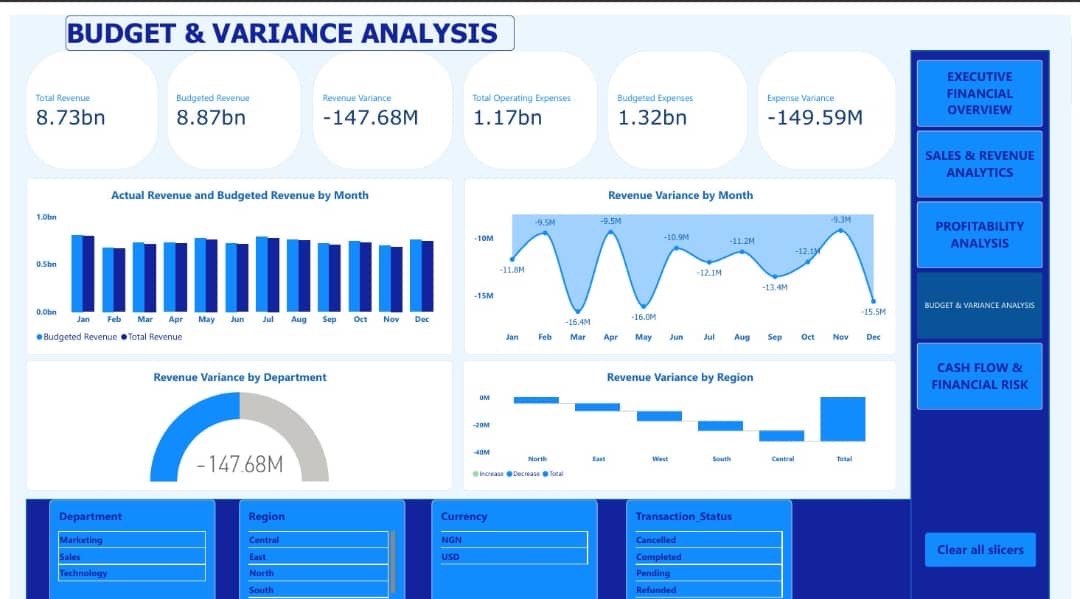 BUDGET & VARIANCE ANALYSIS
Total Revenue
8.73bn
Budgeted Revenue
8.87bn
Revenue Variance
-147.68M
Total Operating Expenses
1.17bn
Budgeted Expenses
1.32bn
Expense Variance
-149.59M
EXECUTIVE
FINANCIAL
OVERVIEW
SALES & REVENUE
ANALYTICS
PROFITABILITY
ANALYSIS
BUDGET & VARIANCE ANALYSIS
CASH FLOW &
FINANCIAL RISK
Actual Revenue and Budgeted Revenue by Month
1.0bn
0.5bn
0.0bn
Jan Feb Mar Apr May Jun Jul Aug Sep Oct Nov Dec
Budgeted Revenue Total Revenue
Revenue Variance by Month
-10M
-15M
-11.8M
-9.5M
-16.4M
-9.5M
-16.0M
-10.9M
-12.1M
-11.2M
-13.4M
-12.1M
-9.3M
-15.5M
Jan Feb Mar Apr May Jun Jul Aug Sep Oct Nov Dec
Revenue Variance by Department
-147.68M
Revenue Variance by Region
0M
-20M
-40M
North East West South Central Total
Increase Decrease Total
Department
Marketing
Sales
Technology
Region
Central
East
North
South
Currency
NGN
USD
Transaction_Status
Cancelled
Completed
Pending
Refunded
Clear all slicers